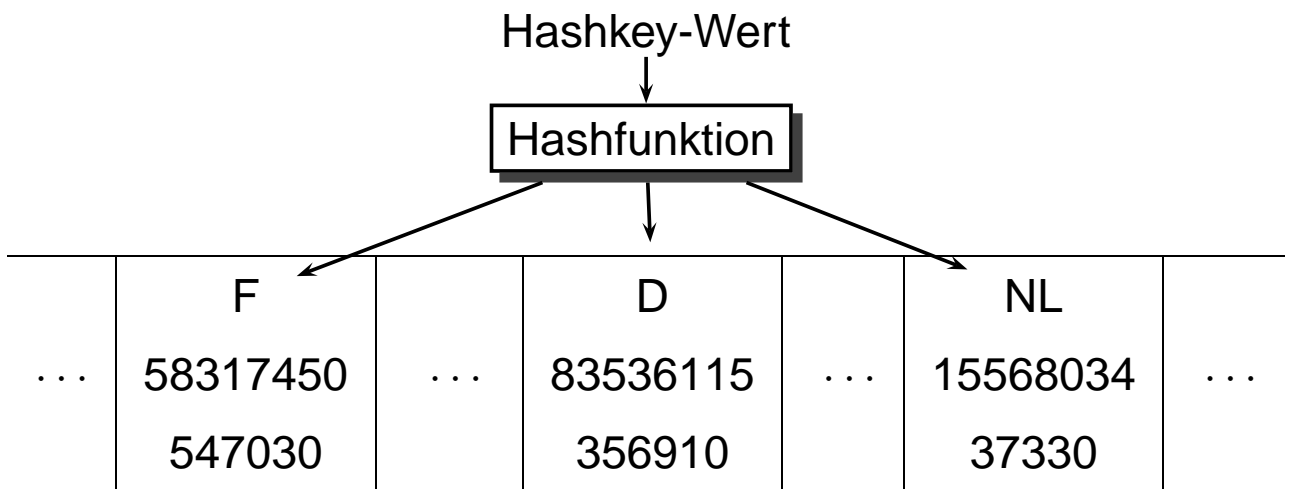 Hashkey-Wert
Hashfunktion
F D NL
. . . 58317450 . . . 83536115 . . . 15568034 . . .
547030 356910 37330